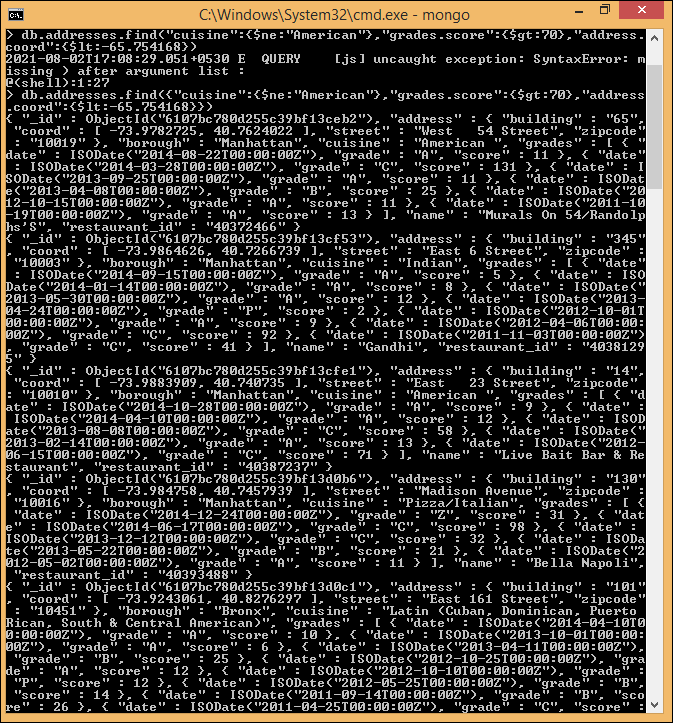 C:\Windows\System32\cmd.exe - mongo
> db.addresses.find("cuisine":{$ne:"American"},"grades.score":{$gt:70},"address.
coord":{$lt:-65.754168})
2021-08-02T17:08:29.051+0530 E  QUERY    [js] uncaught exception: SyntaxError: m
issing ) after argument list :
@(shell):1:27
> db.addresses.find({"cuisine":{$ne:"American"},"grades.score":{$gt:70},"address
.coord":{$lt:-65.754168}})
{ "_id" : ObjectId("6107bc780d255c39bf13ceb2"), "address" : { "building" : "65",
 "coord" : [ -73.9782725, 40.7624022 ], "street" : "West   54 Street", "zipcode"
 : "10019" }, "borough" : "Manhattan", "cuisine" : "American ", "grades" : [ { "
date" : ISODate("2014-08-22T00:00:00Z"), "grade" : "A", "score" : 11 }, { "date"
 : ISODate("2014-03-28T00:00:00Z"), "grade" : "C", "score" : 131 }, { "date" : I
SODate("2013-09-25T00:00:00Z"), "grade" : "A", "score" : 11 }, { "date" : ISODat
e("2013-04-08T00:00:00Z"), "grade" : "B", "score" : 25 }, { "date" : ISODate("20
12-10-15T00:00:00Z"), "grade" : "A", "score" : 11 }, { "date" : ISODate("2011-10
-19T00:00:00Z"), "grade" : "A", "score" : 13 } ], "name" : "Murals On 54/Randolp
hs'S", "restaurant_id" : "40372466" }
{ "_id" : ObjectId("6107bc780d255c39bf13cf53"), "address" : { "building" : "345"
, "coord" : [ -73.9864626, 40.7266739 ], "street" : "East 6 Street", "zipcode" :
 "10003" }, "borough" : "Manhattan", "cuisine" : "Indian", "grades" : [ { "date"
 : ISODate("2014-09-15T00:00:00Z"), "grade" : "A", "score" : 5 }, { "date" : ISO
Date("2014-01-14T00:00:00Z"), "grade" : "A", "score" : 8 }, { "date" : ISODate("
2013-05-30T00:00:00Z"), "grade" : "A", "score" : 12 }, { "date" : ISODate("2013-
04-24T00:00:00Z"), "grade" : "P", "score" : 2 }, { "date" : ISODate("2012-10-01T
00:00:00Z"), "grade" : "A", "score" : 9 }, { "date" : ISODate("2012-04-06T00:00:
00Z"), "grade" : "C", "score" : 92 }, { "date" : ISODate("2011-11-03T00:00:00Z")
, "grade" : "C", "score" : 41 } ], "name" : "Gandhi", "restaurant_id" : "4038129
5" }
{ "_id" : ObjectId("6107bc780d255c39bf13cfe1"), "address" : { "building" : "14",
 "coord" : [ -73.9883909, 40.740735 ], "street" : "East   23 Street", "zipcode"
: "10010" }, "borough" : "Manhattan", "cuisine" : "American ", "grades" : [ { "d
ate" : ISODate("2014-10-28T00:00:00Z"), "grade" : "A", "score" : 9 }, { "date" :
 ISODate("2014-04-10T00:00:00Z"), "grade" : "A", "score" : 12 }, { "date" : ISOD
ate("2013-08-08T00:00:00Z"), "grade" : "C", "score" : 58 }, { "date" : ISODate("
2013-02-14T00:00:00Z"), "grade" : "A", "score" : 13 }, { "date" : ISODate("2012-
06-15T00:00:00Z"), "grade" : "C", "score" : 71 } ], "name" : "Live Bait Bar & Re
staurant", "restaurant_id" : "40387237" }
{ "_id" : ObjectId("6107bc780d255c39bf13d0b6"), "address" : { "building" : "130"
, "coord" : [ -73.984758, 40.7457939 ], "street" : "Madison Avenue", "zipcode" :
 "10016" }, "borough" : "Manhattan", "cuisine" : "Pizza/Italian", "grades" : [ {
 "date" : ISODate("2014-12-24T00:00:00Z"), "grade" : "Z", "score" : 31 }, { "dat
e" : ISODate("2014-06-17T00:00:00Z"), "grade" : "C", "score" : 98 }, { "date" :
ISODate("2013-12-12T00:00:00Z"), "grade" : "C", "score" : 32 }, { "date" : ISODa
te("2013-05-22T00:00:00Z"), "grade" : "B", "score" : 21 }, { "date" : ISODate("2
012-05-02T00:00:00Z"), "grade" : "A", "score" : 11 } ], "name" : "Bella Napoli",
 "restaurant_id" : "40393488" }
{ "_id" : ObjectId("6107bc780d255c39bf13d0c1"), "address" : { "building" : "101"
, "coord" : [ -73.9243061, 40.8276297 ], "street" : "East 161 Street", "zipcode"
 : "10451" }, "borough" : "Bronx", "cuisine" : "Latin (Cuban, Dominican, Puerto
Rican, South & Central American)", "grades" : [ { "date" : ISODate("2014-04-10T0
0:00:00Z"), "grade" : "A", "score" : 10 }, { "date" : ISODate("2013-10-01T00:00:
00Z"), "grade" : "A", "score" : 6 }, { "date" : ISODate("2013-04-11T00:00:00Z"),
 "grade" : "B", "score" : 25 }, { "date" : ISODate("2012-10-25T00:00:00Z"), "gra
de" : "A", "score" : 12 }, { "date" : ISODate("2012-10-10T00:00:00Z"), "grade" :
 "P", "score" : 12 }, { "date" : ISODate("2012-05-24T00:00:00Z"), "grade" : "B",
 "score" : 14 }, { "date" : ISODate("2011-09-14T00:00:00Z"), "grade" : "B", "sco
re" : 26 }, { "date" : ISODate("2011-04-25T00:00:00Z"), "grade" : "C", "score" :